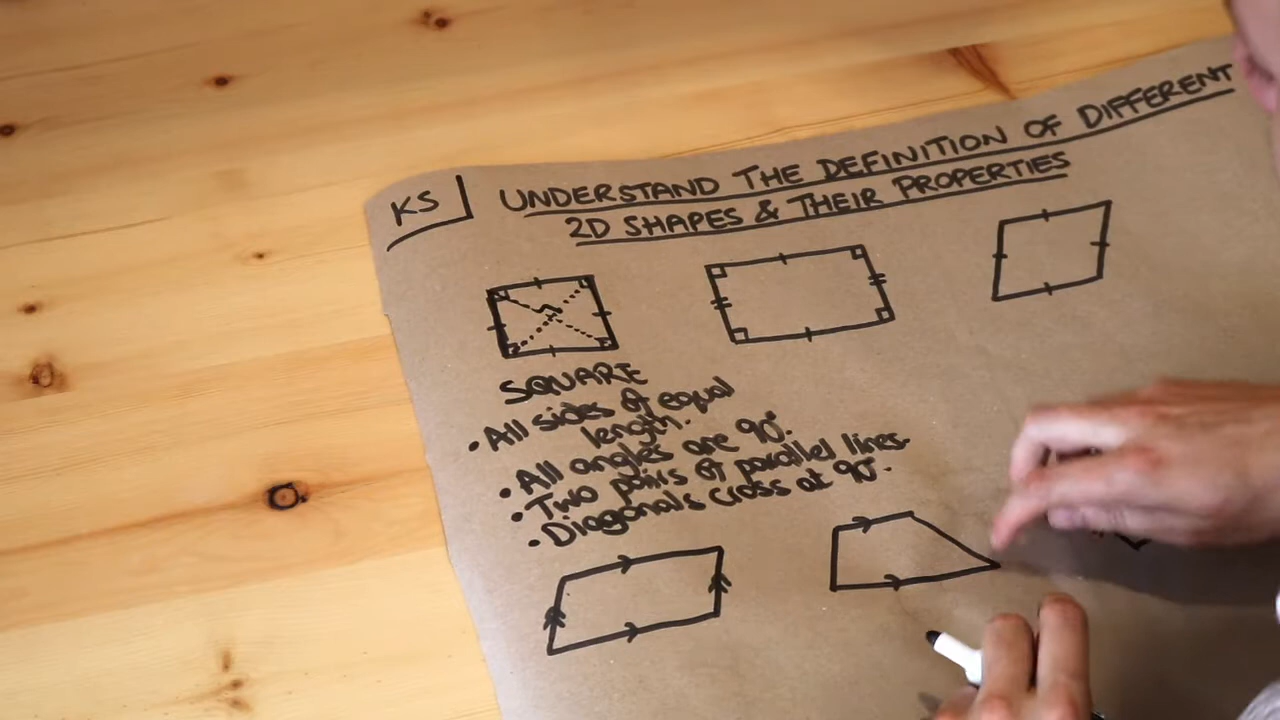 KS
UNDERSTAND THE DEFINITION OF DIFFERENT
2D SHAPES & THEIR PROPERTIES
SQUARE
• All sides of equal
length.
• All angles are 90°.
• Two pairs of parallel lines.
• Diagonals cross at 90°.